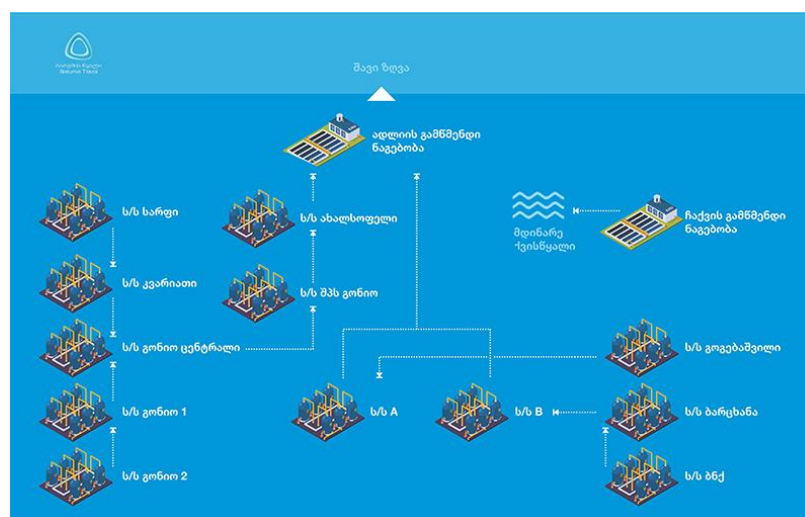 შავი ზღვა
ადლიის გამწმენდი
ნაგებობა
ს/ს სარფი
ს/ს ახალსოფელი
ჩაქვის გამწმენდი
ნაგებობა
მდინარე
ქვისწყალი
ს/ს კვარიათი
ს/ს შპს გონიო
ს/ს გონიო ცენტრალი
ს/ს გოგებაშვილი
ს/ს გონიო 1
ს/ს A
ს/ს B
ს/ს ბარცხანა
ს/ს გონიო 2
ს/ს ბნქ